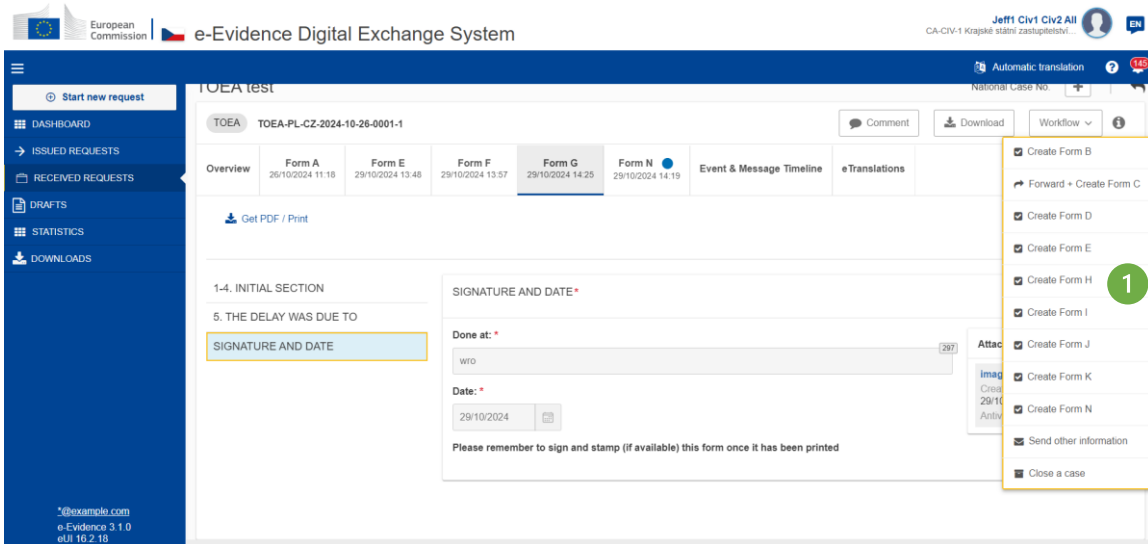 European
Commission
e-Evidence Digital Exchange System
Jeff1 Civ1 Civ2 All
CA-CIV-1 Krajské státní zastupitelství...
EN
Automatic translation
?
145
Start new request
TOEA test
National Case No.
+
DASHBOARD
TOEA
TOEA-PL-CZ-2024-10-26-0001-1
Comment
Download
Workflow
ISSUED REQUESTS
RECEIVED REQUESTS
DRAFTS
STATISTICS
DOWNLOADS
Overview
Form A
26/10/2024 11:18
Form E
29/10/2024 13:48
Form F
29/10/2024 13:57
Form G
29/10/2024 14:25
Form N
29/10/2024 14:19
Event & Message Timeline
eTranslations
Get PDF / Print
1-4. INITIAL SECTION
5. THE DELAY WAS DUE TO
SIGNATURE AND DATE
SIGNATURE AND DATE*
Done at: *
297
wro
Date: *
29/10/2024
Please remember to sign and stamp (if available) this form once it has been printed
Attac
imag
Crea
29/10
Antiv
Create Form B
Forward + Create Form C
Create Form D
Create Form E
Create Form H
1
Create Form I
Create Form J
Create Form K
Create Form N
Send other information
Close a case
*@example.com
e-Evidence 3.1.0
eUI 16.2.18